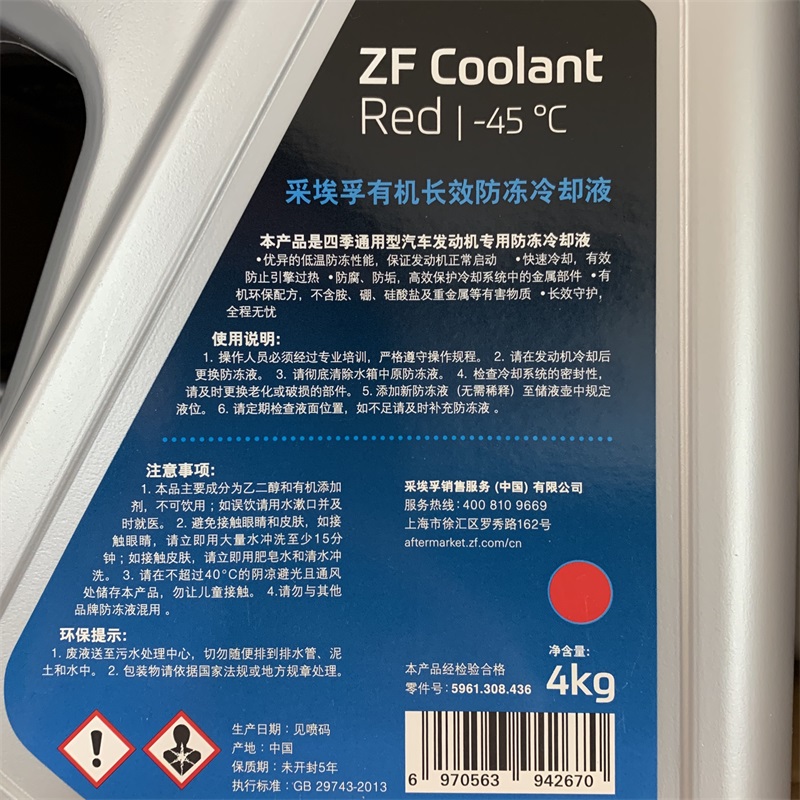 ZF Coolant
Red | -45 °C
采埃孚有机长效防冻冷却液
本产品是四季通用型汽车发动机专用防冻冷却液
•优异的低温防冻性能，保证发动机正常启动 •快速冷却，有效
防止引擎过热 •防腐、防垢，高效保护冷却系统中的金属部件 •有
机环保配方，不含胺、硼、硅酸盐及重金属等有害物质 •长效守护，
全程无忧
使用说明:
1. 操作人员必须经过专业培训，严格遵守操作规程。 2. 请在发动机冷却后
更换防冻液。 3. 请彻底清除水箱中原防冻液。 4. 检查冷却系统的密封性，
请及时更换老化或破损的部件。 5. 添加新防冻液（无需稀释）至储液壶中规定
液位。 6. 请定期检查液面位置，如不足请及时补充防冻液 。
注意事项:
1. 本品主要成分为乙二醇和有机添加
剂，不可饮用；如误饮请用水漱口并及
时就医。 2. 避免接触眼睛和皮肤，如接
触眼睛，请立即用大量水冲洗至少15分
钟；如接触皮肤，请立即用肥皂水和清水冲
洗。 3. 请在不超过40°C的阴凉避光且通风
处储存本产品，勿让儿童接触。 4.请勿与其他
品牌防冻液混用 。
环保提示:
1. 废液送至污水处理中心，切勿随便排到排水管、泥
土和水中。 2. 包装物请依据国家法规或地方规章处理。
采埃孚销售服务 (中国) 有限公司
服务热线: 400 810 9669
上海市徐汇区罗秀路162号
aftermarket.zf.com/cn
净含量:
4kg
本产品经检验合格
零件号: 5961.308.436
生产日期：见喷码
产地：中国
保质期：未开封5年
执行标准：GB 29743-2013
6 970563 942670